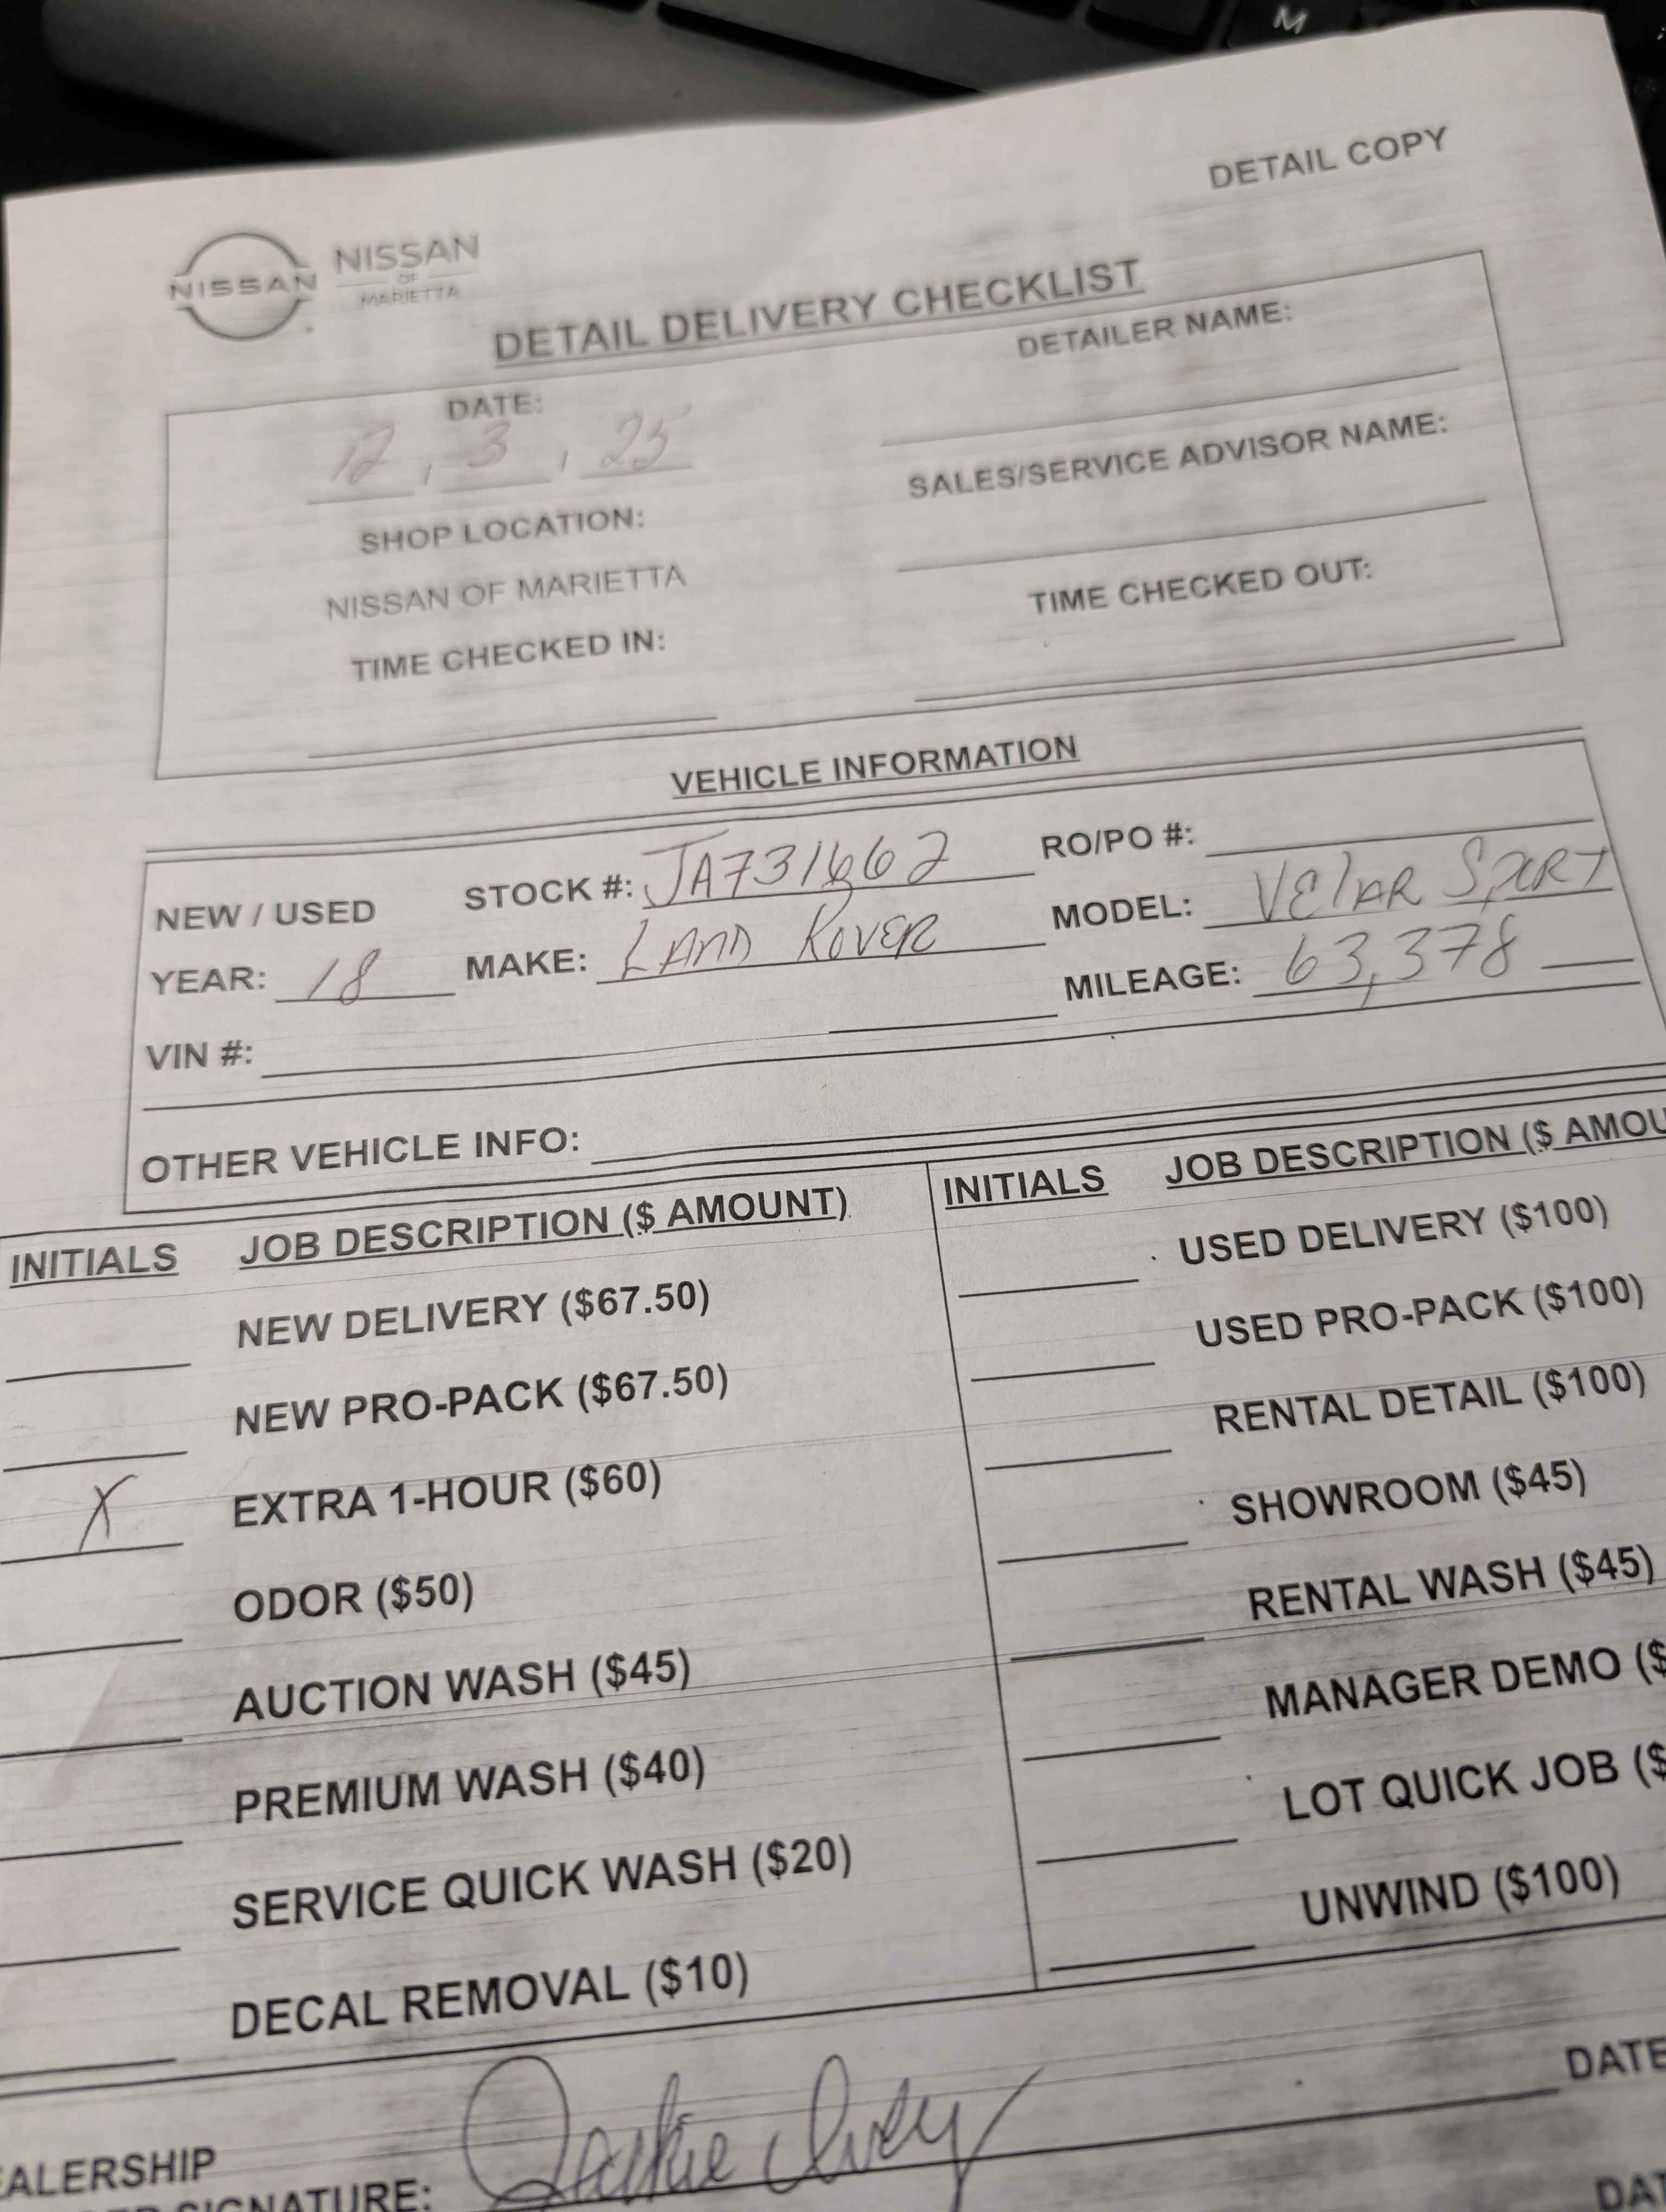 M
DETAIL COPY
NISSAN
NISSAN
OF
MARIETTA
DETAIL DELIVERY CHECKLIST
DATE:
12, 3, 25
DETAILER NAME:
SHOP LOCATION:
SALES/SERVICE ADVISOR NAME:
NISSAN OF MARIETTA
TIME CHECKED IN:
TIME CHECKED OUT:
VEHICLE INFORMATION
NEW / USED STOCK #: JA731662 RO/PO #:
YEAR: 18 MAKE: LAND ROVER MODEL: VElAR SPORT
VIN #: MILEAGE: 63,378
OTHER VEHICLE INFO:
INITIALS JOB DESCRIPTION ($ AMOUNT)
NEW DELIVERY ($67.50)
NEW PRO-PACK ($67.50)
X EXTRA 1-HOUR ($60)
ODOR ($50)
AUCTION WASH ($45)
PREMIUM WASH ($40)
SERVICE QUICK WASH ($20)
DECAL REMOVAL ($10)
INITIALS JOB DESCRIPTION ($ AMOU
USED DELIVERY ($100)
USED PRO-PACK ($100)
RENTAL DETAIL ($100)
SHOWROOM ($45)
RENTAL WASH ($45)
MANAGER DEMO ($
LOT QUICK JOB ($
UNWIND ($100)
EALERSHIP
SIGNATURE: DATE
DAT